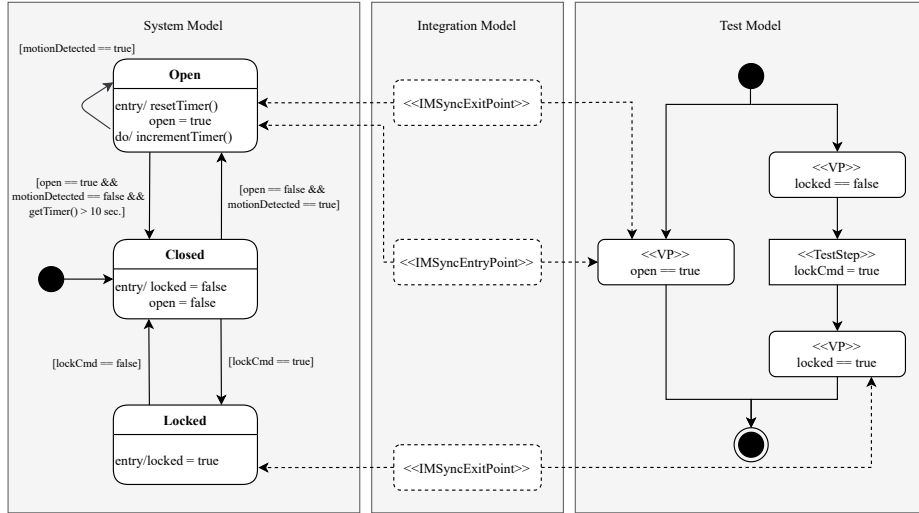 System Model
Integration Model
Test Model
[motionDetected == true]
Open
entry/ resetTimer()
open = true
do/ incrementTimer()
[open == true &&
motionDetected == false &&
getTimer() > 10 sec.]
[open == false &&
motionDetected == true]
Closed
entry/ locked = false
open = false
[lockCmd == false]
[lockCmd == true]
Locked
entry/locked = true
<<IMSyncExitPoint>>
<<IMSyncEntryPoint>>
<<IMSyncExitPoint>>
<<VP>>
open == true
<<VP>>
locked == false
<<TestStep>>
lockCmd = true
<<VP>>
locked == true